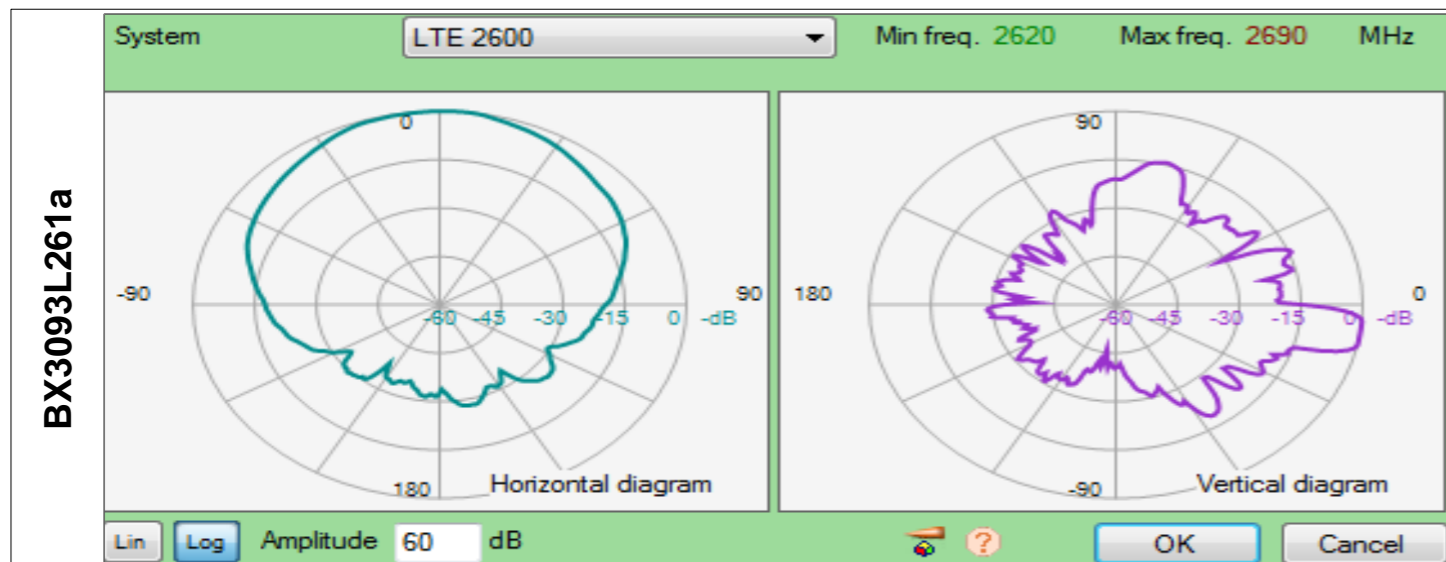 BX3093L261a
System LTE 2600 Min freq. 2620 Max freq. 2690 MHz
0
-90 90
-60 -45 -30 -15 0 -dB
180 Horizontal diagram
90
180 0
-60 -45 -30 -15 0 -dB
-90 Vertical diagram
Lin Log Amplitude 60 dB ? OK Cancel